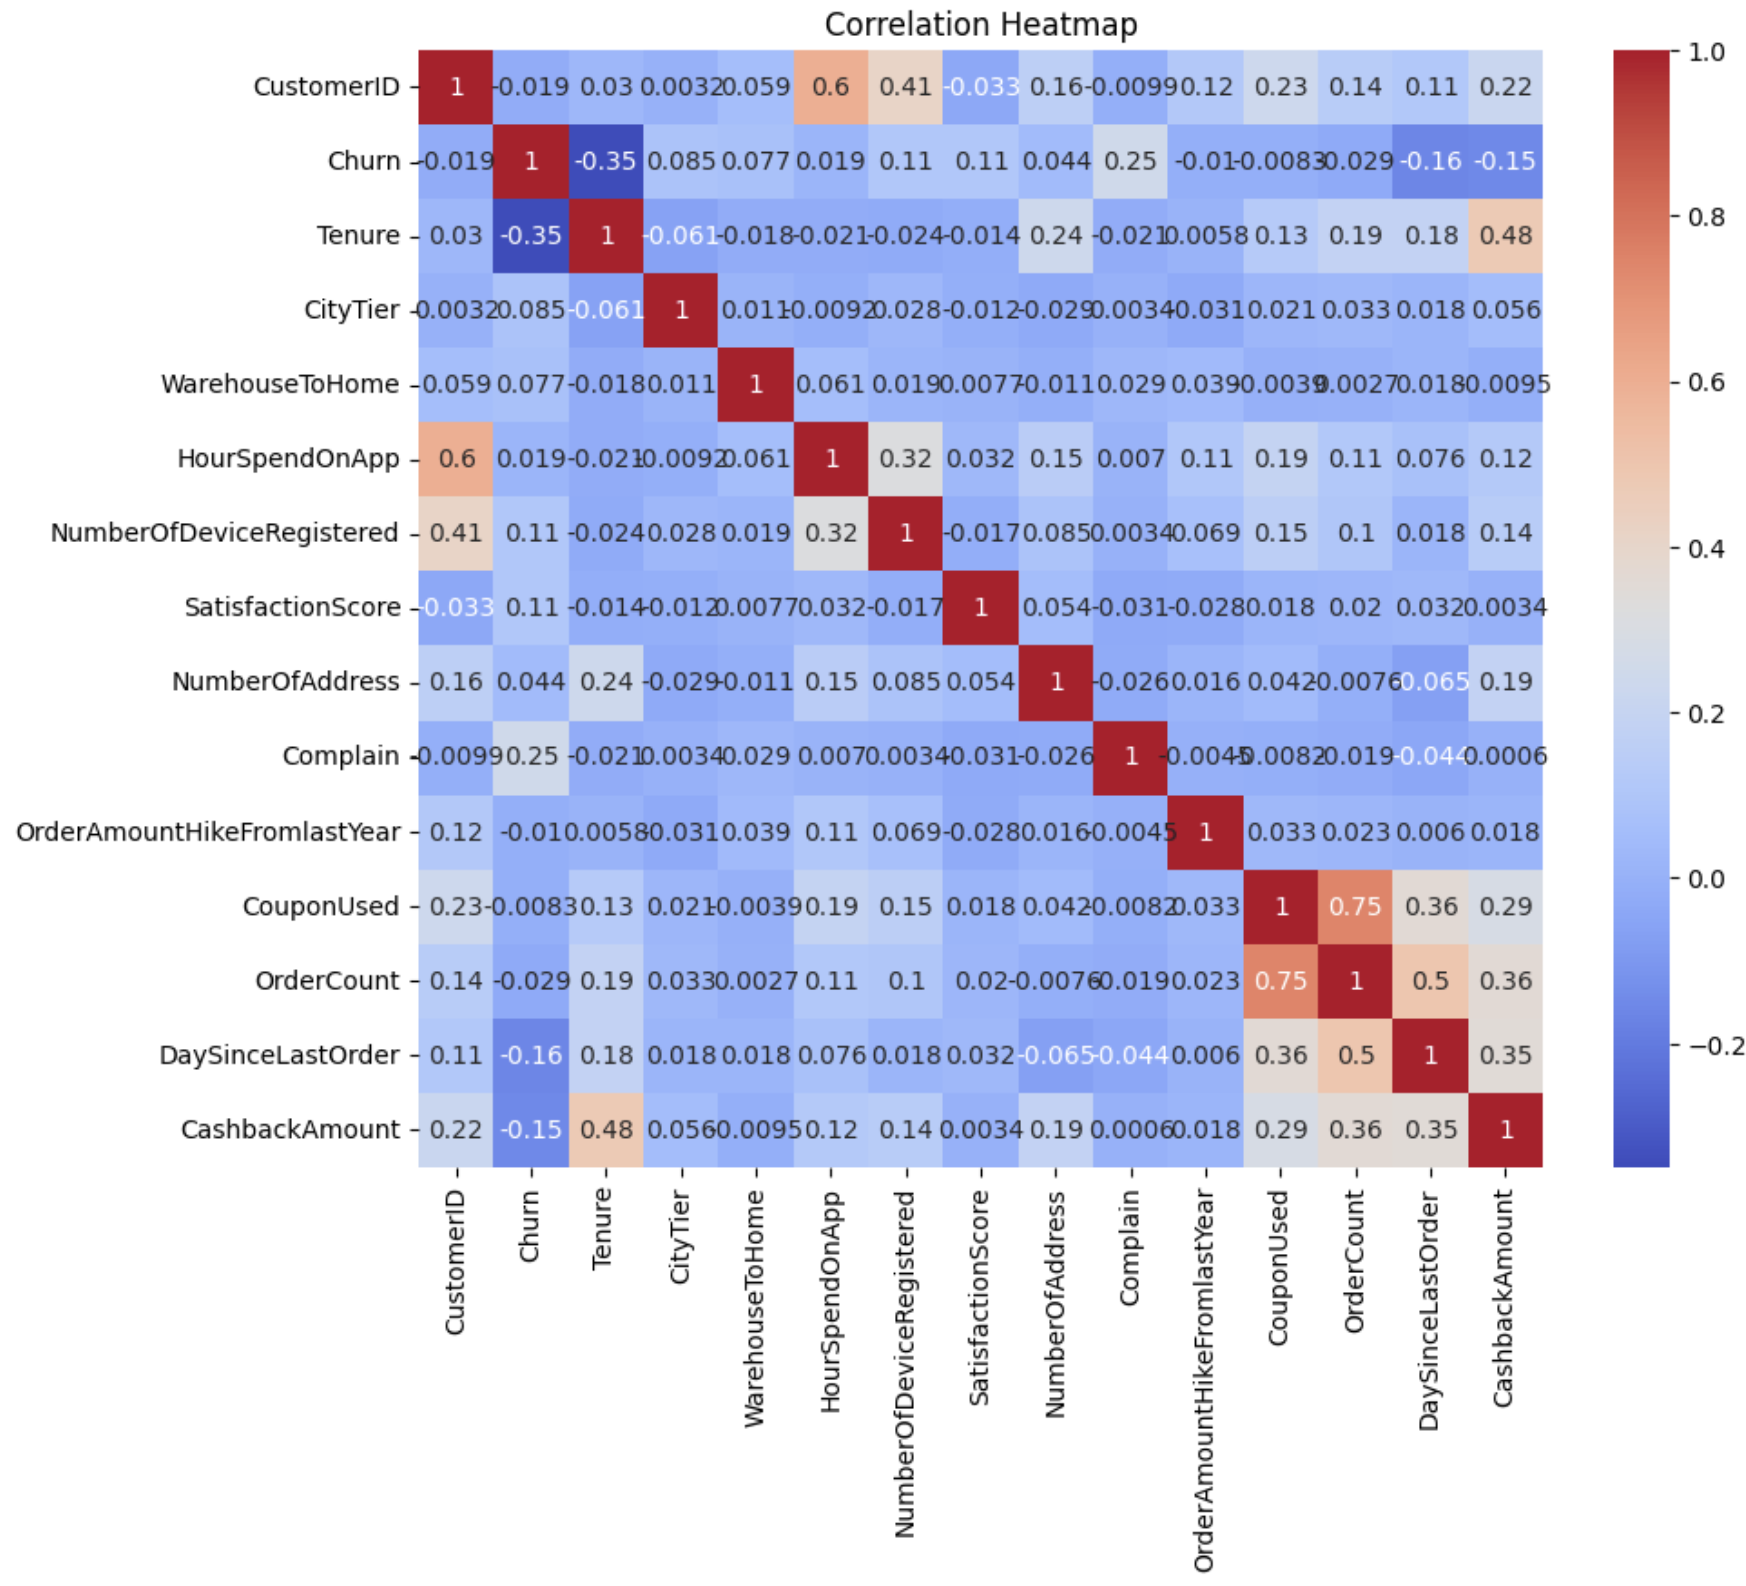 Correlation Heatmap
CustomerID 1 -0.019 0.03 0.0032 0.059 0.6 0.41 -0.033 0.16 -0.0099 0.12 0.23 0.14 0.11 0.22
Churn -0.019 1 -0.35 0.085 0.077 0.019 0.11 0.11 0.044 0.25 -0.01 -0.0083 -0.029 -0.16 -0.15
Tenure 0.03 -0.35 1 -0.061 -0.018 -0.021 -0.024 -0.014 0.24 -0.021 0.0058 0.13 0.19 0.18 0.48
CityTier 0.0032 0.085 -0.061 1 0.011 -0.0092 0.028 -0.012 -0.029 0.0034 -0.031 0.021 0.033 0.018 0.056
WarehouseToHome 0.059 0.077 -0.018 0.011 1 0.061 0.019 0.0077 -0.011 0.029 0.039 -0.0039 0.0027 0.018 -0.0095
HourSpendOnApp 0.6 0.019 -0.021 -0.0092 0.061 1 0.32 0.032 0.15 0.007 0.11 0.19 0.11 0.076 0.12
NumberOfDeviceRegistered 0.41 0.11 -0.024 0.028 0.019 0.32 1 -0.017 0.085 0.0034 0.069 0.15 0.1 0.018 0.14
SatisfactionScore -0.033 0.11 -0.014 -0.012 0.0077 0.032 -0.017 1 0.054 -0.031 -0.028 0.018 0.02 0.032 0.0034
NumberOfAddress 0.16 0.044 0.24 -0.029 -0.011 0.15 0.085 0.054 1 -0.026 0.016 0.042 -0.0076 -0.065 0.19
Complain -0.0099 0.25 -0.021 0.0034 0.029 0.007 0.0034 -0.031 -0.026 1 -0.0045 -0.0082 -0.019 -0.044 0.0006
OrderAmountHikeFromlastYear 0.12 -0.01 0.0058 -0.031 0.039 0.11 0.069 -0.028 0.016 -0.0045 1 0.033 0.023 0.006 0.018
CouponUsed 0.23 -0.0083 0.13 0.021 -0.0039 0.19 0.15 0.018 0.042 -0.0082 0.033 1 0.75 0.36 0.29
OrderCount 0.14 -0.029 0.19 0.033 0.0027 0.11 0.1 0.02 -0.0076 -0.019 0.023 0.75 1 0.5 0.36
DaySinceLastOrder 0.11 -0.16 0.18 0.018 0.018 0.076 0.018 0.032 -0.065 -0.044 0.006 0.36 0.5 1 0.35
CashbackAmount 0.22 -0.15 0.48 0.056 -0.0095 0.12 0.14 0.0034 0.19 0.0006 0.018 0.29 0.36 0.35 1
CustomerID
Churn
Tenure
CityTier
WarehouseToHome
HourSpendOnApp
NumberOfDeviceRegistered
SatisfactionScore
NumberOfAddress
Complain
OrderAmountHikeFromlastYear
CouponUsed
OrderCount
DaySinceLastOrder
CashbackAmount
1.0
0.8
0.6
0.4
0.2
0.0
−0.2